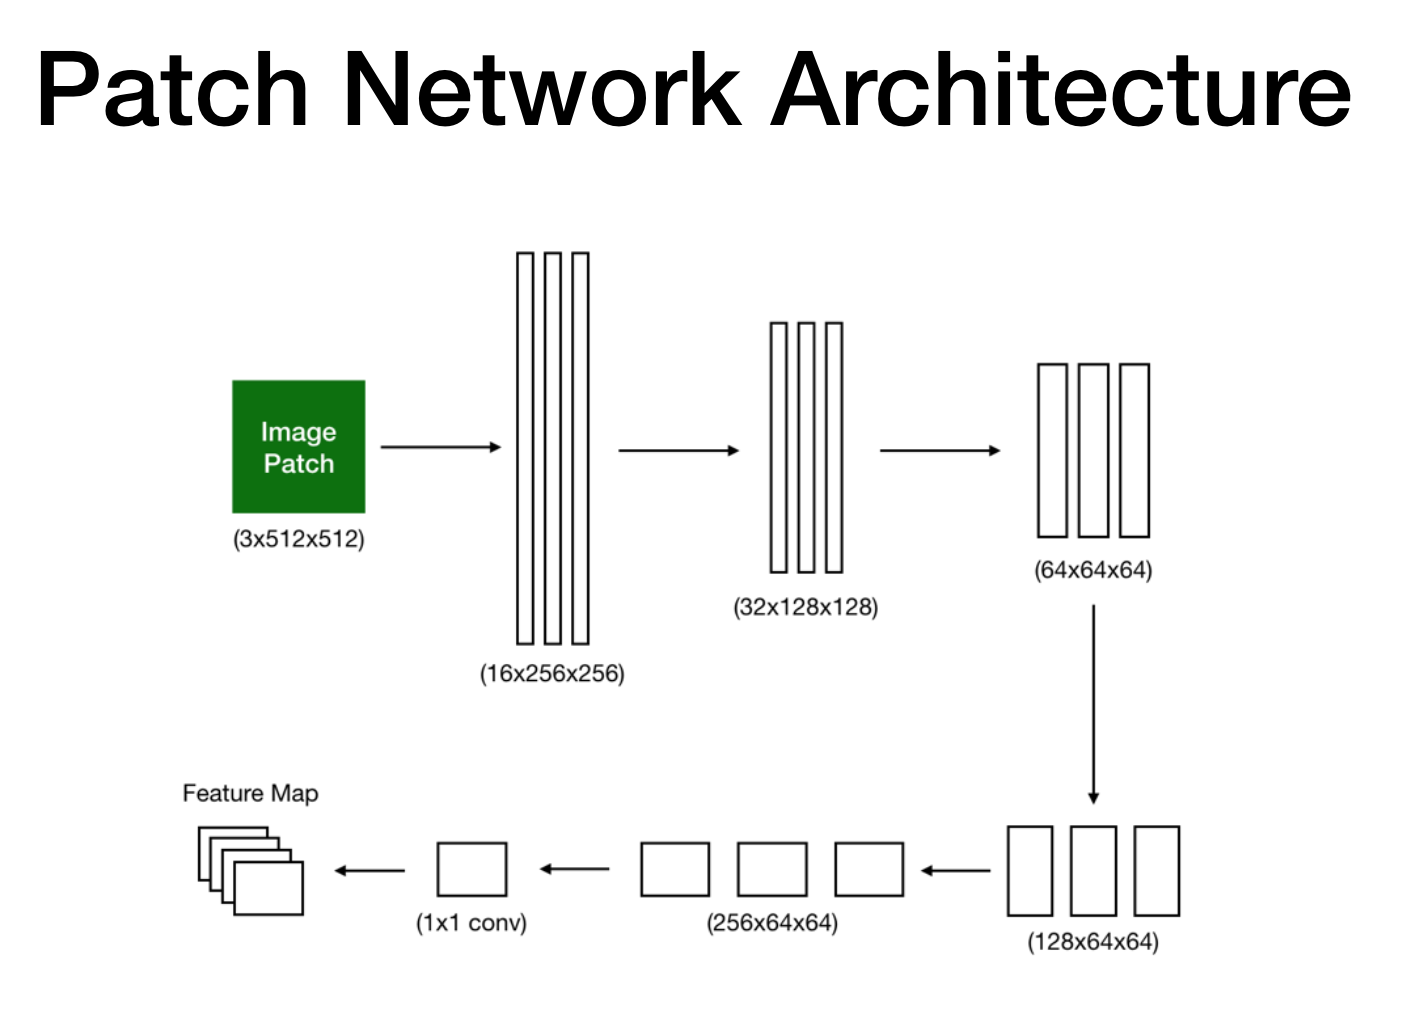 Patch Network Architecture
Image
Patch
(3x512x512)
(16x256x256)
(32x128x128)
(64x64x64)
(128x64x64)
(256x64x64)
(1x1 conv)
Feature Map